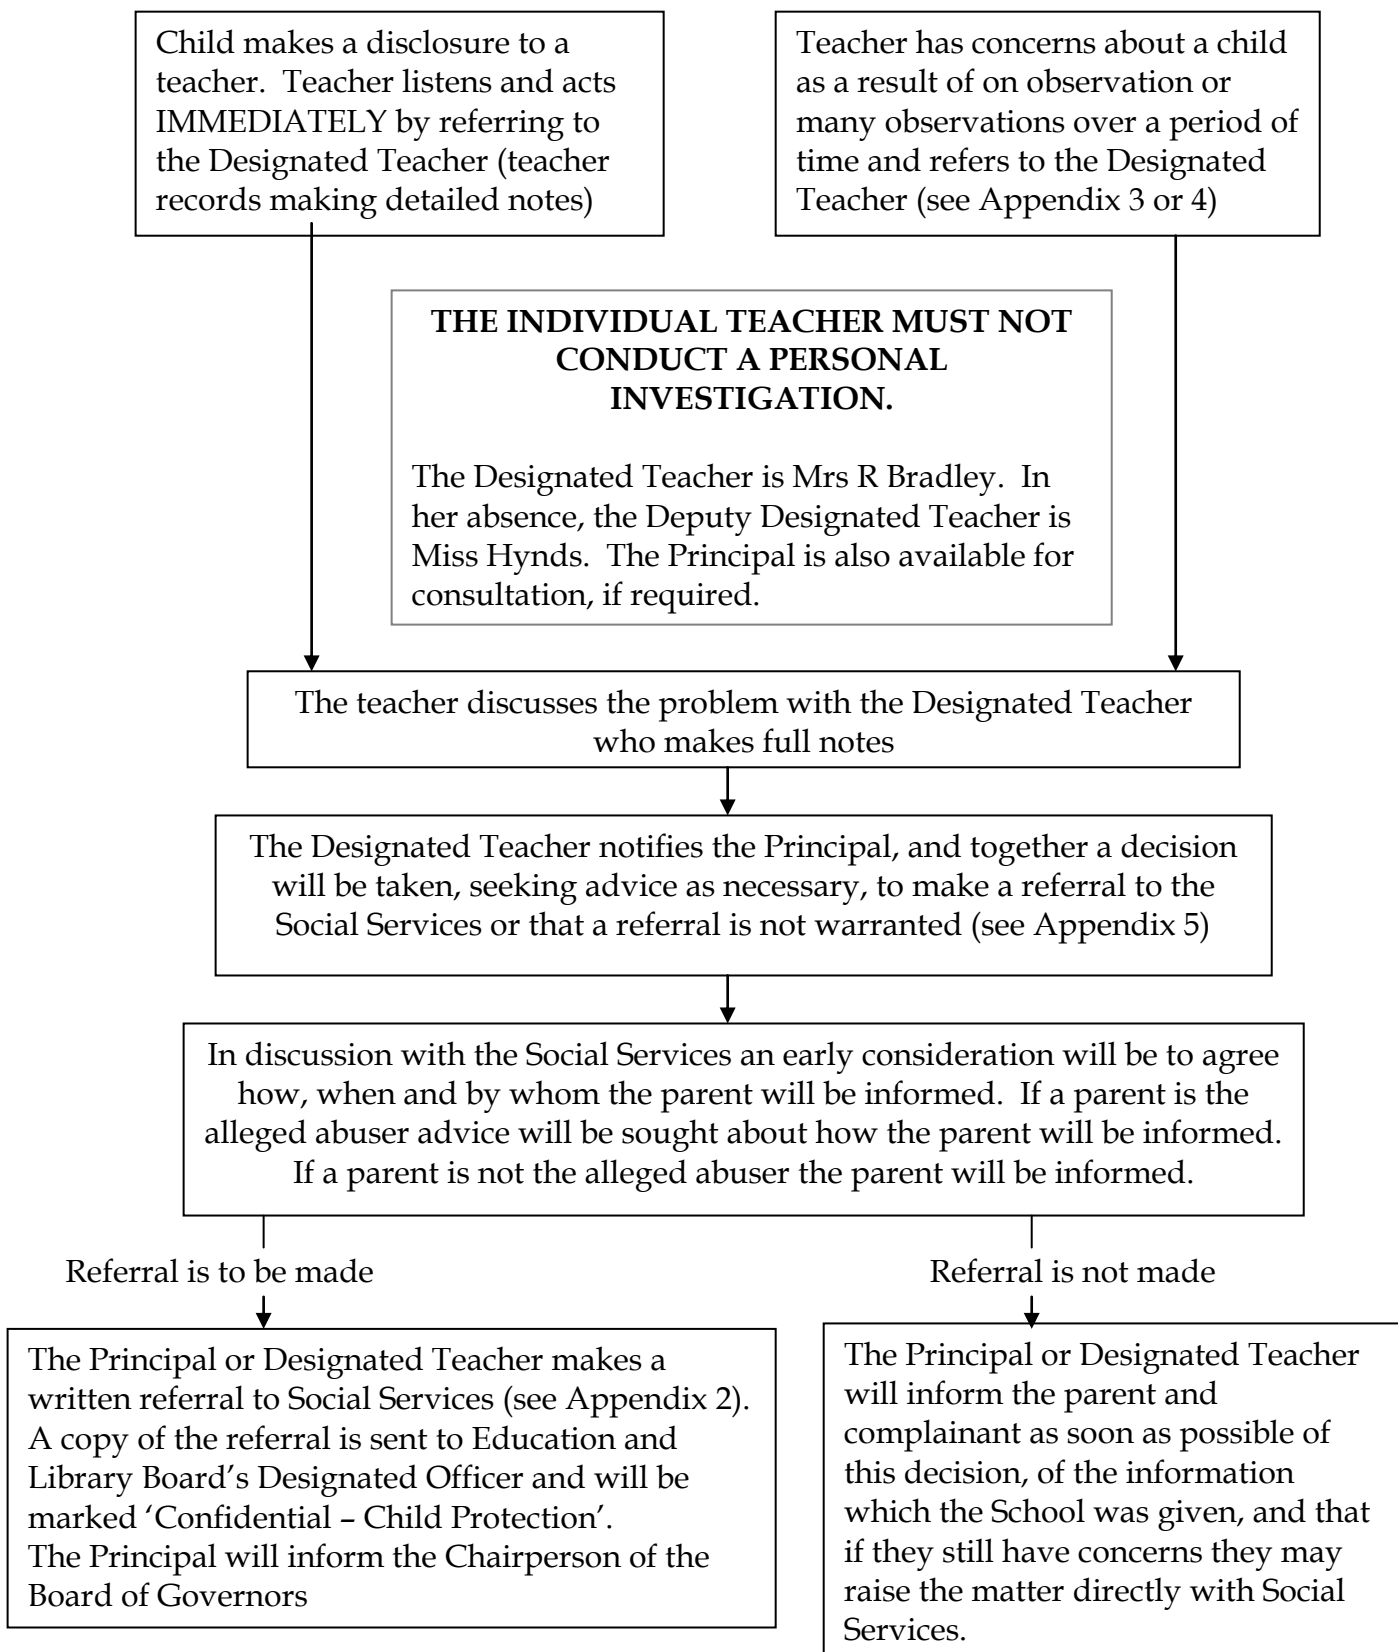 Child makes a disclosure to a
teacher.  Teacher listens and acts
IMMEDIATELY by referring to
the Designated Teacher (teacher
records making detailed notes)
Teacher has concerns about a child
as a result of on observation or
many observations over a period of
time and refers to the Designated
Teacher (see Appendix 3 or 4)
THE INDIVIDUAL TEACHER MUST NOT
CONDUCT A PERSONAL
INVESTIGATION.
The Designated Teacher is Mrs R Bradley.  In
her absence, the Deputy Designated Teacher is
Miss Hynds.  The Principal is also available for
consultation, if required.
The teacher discusses the problem with the Designated Teacher
who makes full notes
The Designated Teacher notifies the Principal, and together a decision
will be taken, seeking advice as necessary, to make a referral to the
Social Services or that a referral is not warranted (see Appendix 5)
In discussion with the Social Services an early consideration will be to agree
how, when and by whom the parent will be informed.  If a parent is the
alleged abuser advice will be sought about how the parent will be informed.
If a parent is not the alleged abuser the parent will be informed.
Referral is to be made
Referral is not made
The Principal or Designated Teacher makes a
written referral to Social Services (see Appendix 2).
A copy of the referral is sent to Education and
Library Board’s Designated Officer and will be
marked ‘Confidential – Child Protection’.
The Principal will inform the Chairperson of the
Board of Governors
The Principal or Designated Teacher
will inform the parent and
complainant as soon as possible of
this decision, of the information
which the School was given, and that
if they still have concerns they may
raise the matter directly with Social
Services.